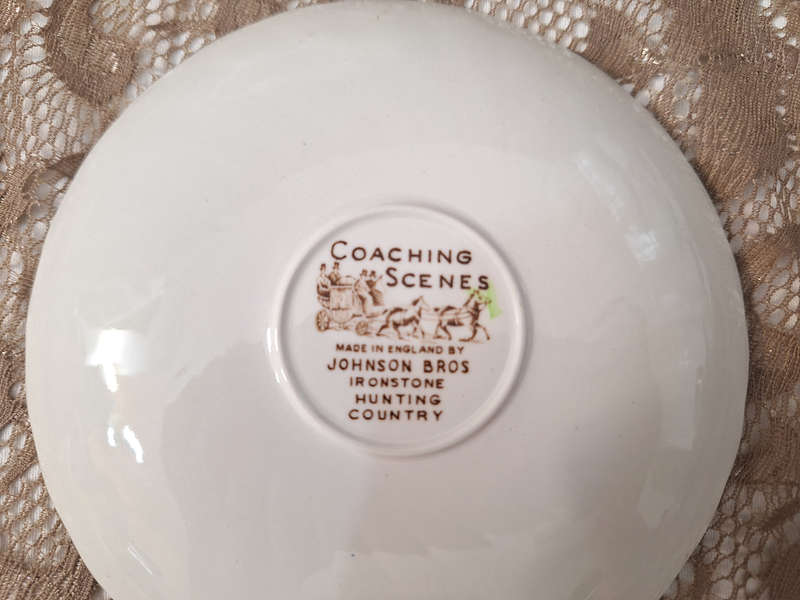 COACHING
SCENES
MADE IN ENGLAND BY
JOHNSON BROS
IRONSTONE
HUNTING
COUNTRY